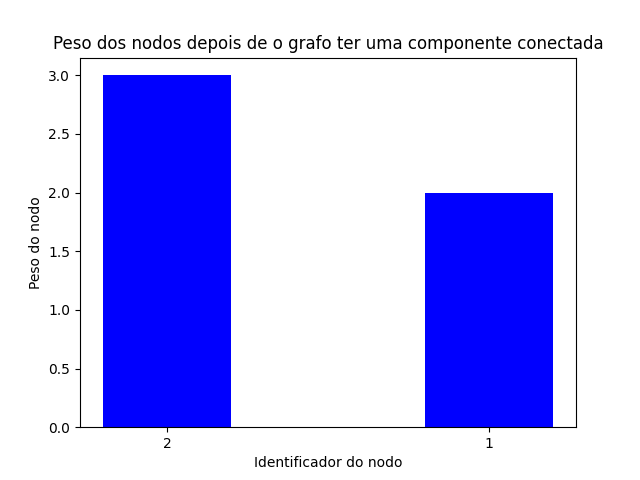 Peso dos nodos depois de o grafo ter uma componente conectada
3.0
2.5
2.0
1.5
1.0
0.5
0.0
Peso do nodo
2 1
Identificador do nodo